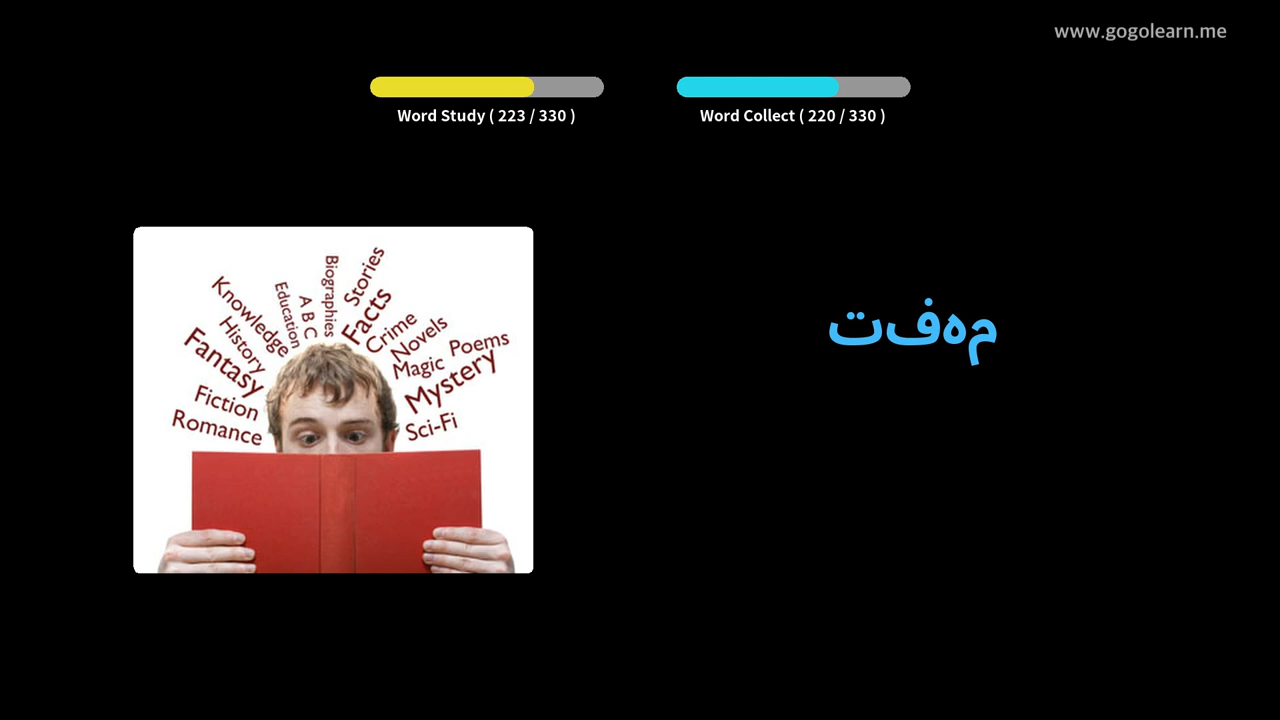 www.gogolearn.me
Word Study ( 223 / 330 )
Word Collect ( 220 / 330 )
Biographies
Stories
Education
A B C
Facts
Knowledge
Crime
History
Novels
Fantasy
Magic
Poems
Mystery
Fiction
Romance
Sci-Fi
مهفت